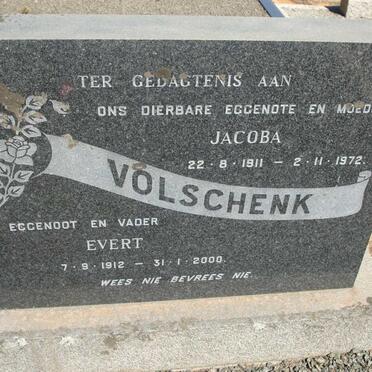 TER GEDAGTENIS AAN
ONS DIERBARE EGGENOTE EN MOED
JACOBA
22-8-1911 - 2-11-1972.
VOLSCHENK
EGGENOOT EN VADER
EVERT
7-9-1912 - 31-1-2000.
WEES NIE BEVREES NIE.